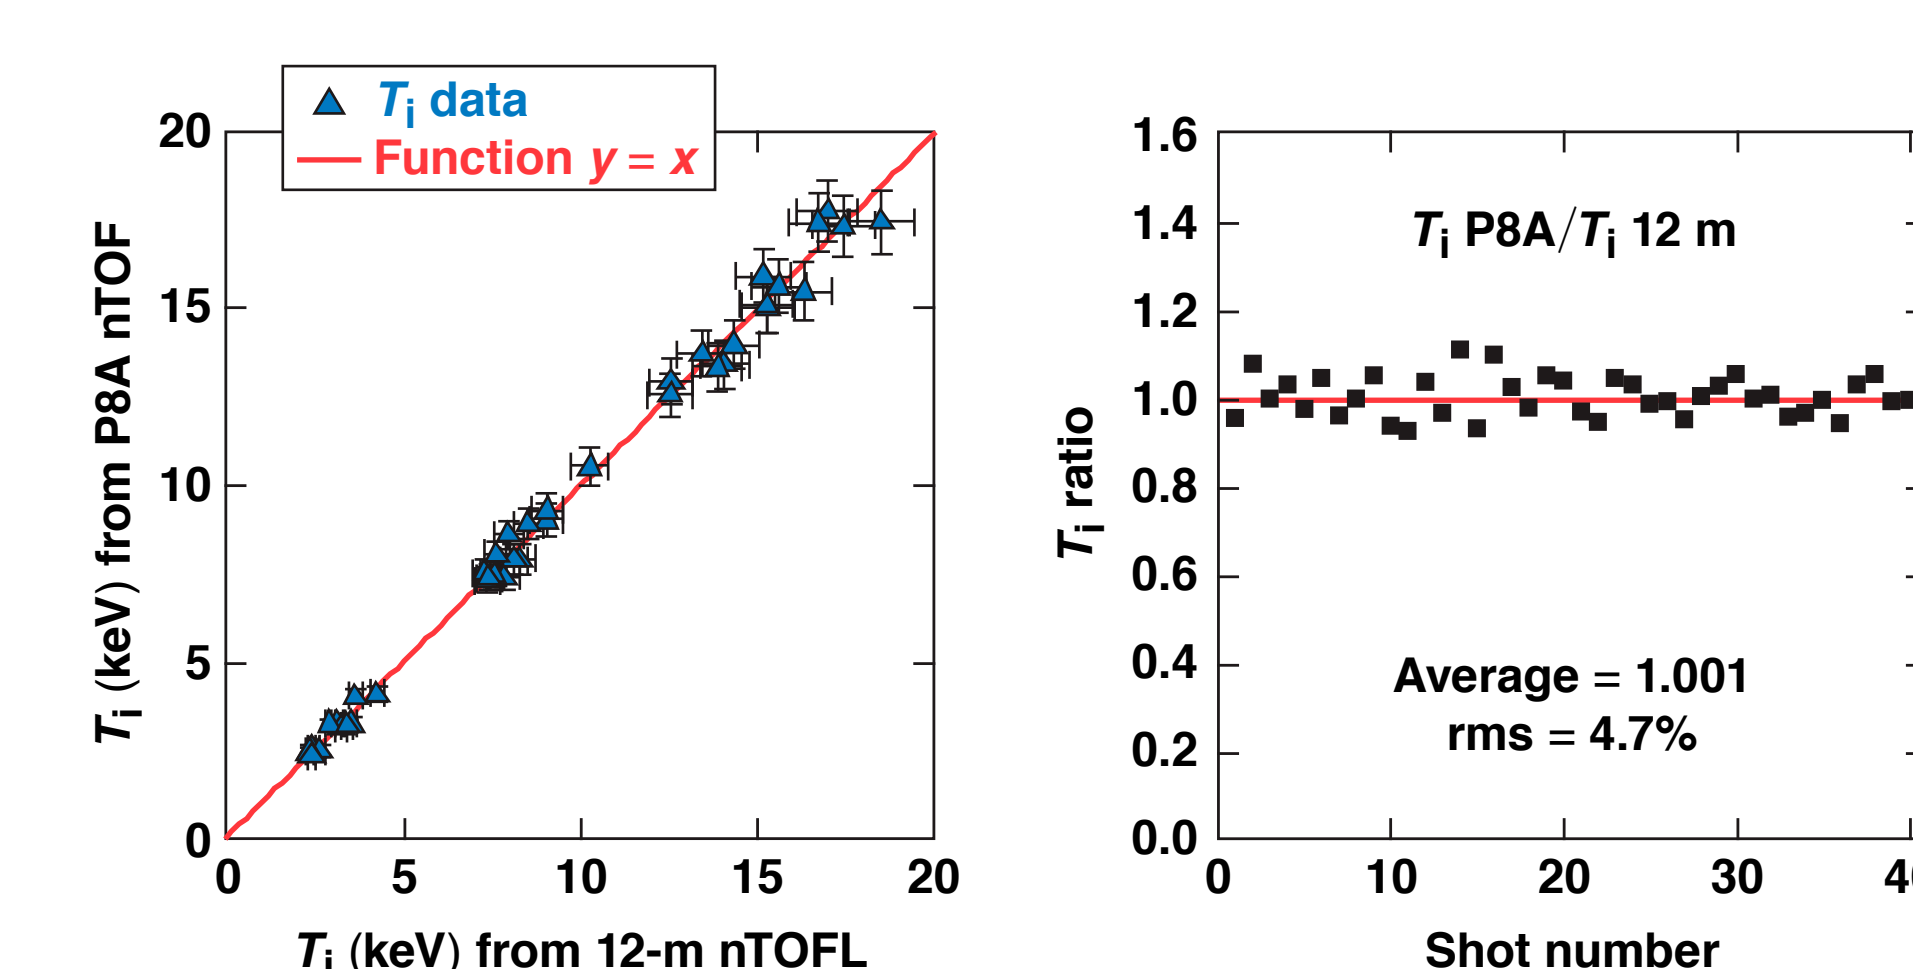 Ti data
Function y = x
20
15
10
5
0
0 5 10 15 20
Ti (keV) from P8A nTOF
Ti (keV) from 12-m nTOFL
1.6
1.4
1.2
1.0
0.8
0.6
0.4
0.2
0.0
Ti P8A/Ti 12 m
Average = 1.001
rms = 4.7%
0 10 20 30
Ti ratio
Shot number